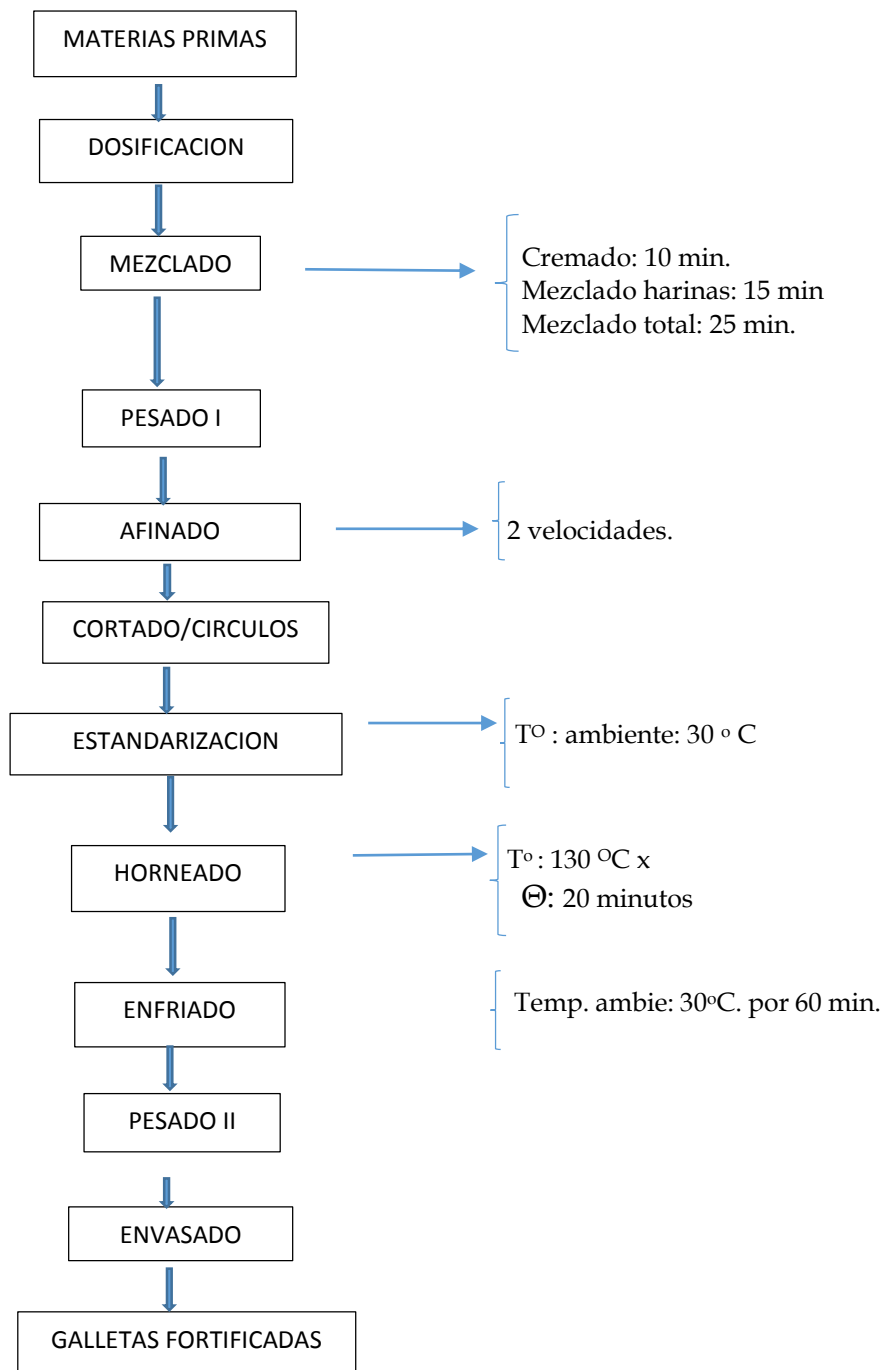 MATERIAS PRIMAS
DOSIFICACION
MEZCLADO
Cremado: 10 min.
Mezclado harinas: 15 min
Mezclado total: 25 min.
PESADO I
AFINADO
2 velocidades.
CORTADO/CIRCULOS
ESTANDARIZACION
Tᴼ : ambiente: 30 º C
HORNEADO
Tº : 130 ᴼC x
Θ: 20 minutos
ENFRIADO
Temp. ambie: 30ºC. por 60 min.
PESADO II
ENVASADO
GALLETAS FORTIFICADAS